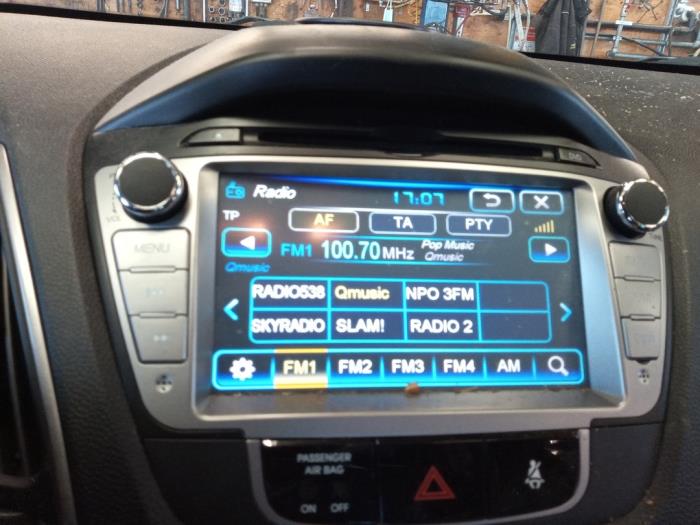 Radio 17:07
TP AF TA PTY
FM1 100.70 MHz Pop Music
Qmusic
Qmusic
RADIO538 Qmusic NPO 3FM
SKYRADIO SLAM! RADIO 2
FM1 FM2 FM3 FM4 AM
MENU
VOL
PASSENGER
AIR BAG
ON OFF